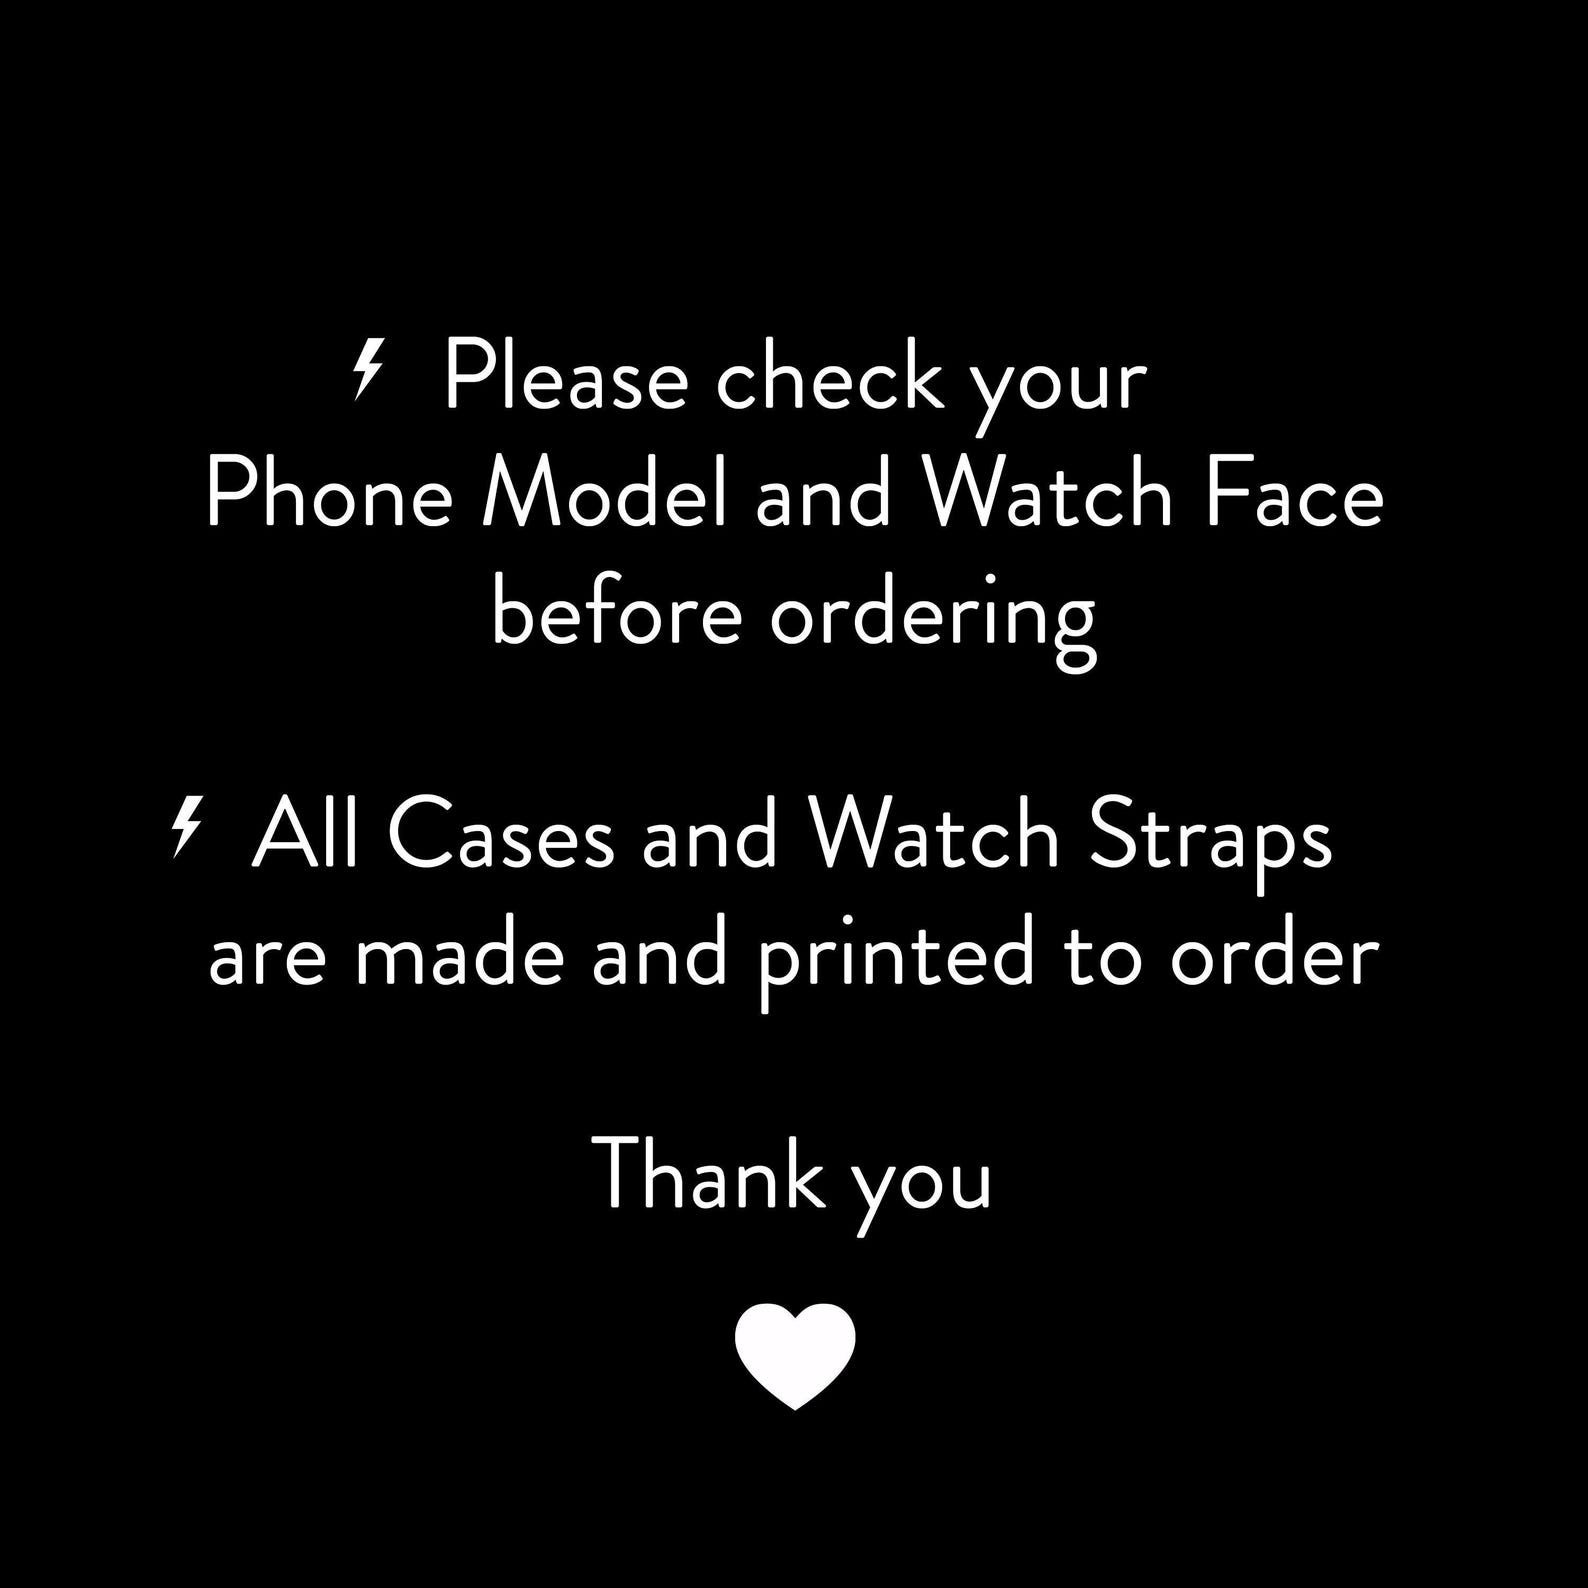 Please check your
Phone Model and Watch Face
before ordering
All Cases and Watch Straps
are made and printed to order
Thank you